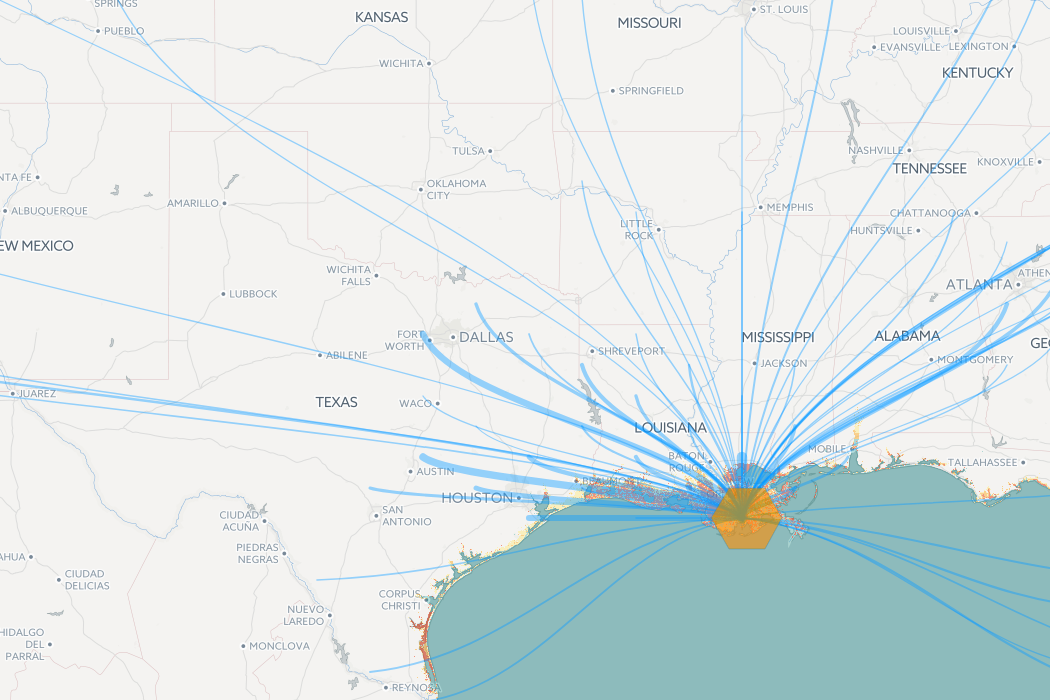 SPRINGS
PUEBLO
KANSAS
MISSOURI
ST. LOUIS
LOUISVILLE
EVANSVILLE
LEXINGTON
WICHITA
KENTUCKY
SPRINGFIELD
TULSA
NASHVILLE
TENNESSEE
KNOXVILLE
NTA FE
OKLAHOMA
CITY
ALBUQUERQUE
AMARILLO
MEMPHIS
CHATTANOOGA
LITTLE
ROCK
HUNTSVILLE
EW MEXICO
WICHITA
FALLS
ATHEN
ATLANTA
LUBBOCK
FORT
WORTH
DALLAS
MISSISSIPPI
ALABAMA
GEO
ABILENE
SHREVEPORT
JACKSON
MONTGOMERY
JUAREZ
TEXAS
WACO
LOUISIANA
MOBILE
BATON
ROUGE
TALLAHASSEE
AUSTIN
BEAUMONT
HOUSTON
SAN
ANTONIO
CIUDAD
ACUÑA
PIEDRAS
NEGRAS
AHUA
CIUDAD
DELICIAS
CORPUS
CHRISTI
NUEVO
LAREDO
HIDALGO
DEL
PARRAL
MONCLOVA
REYNOSA